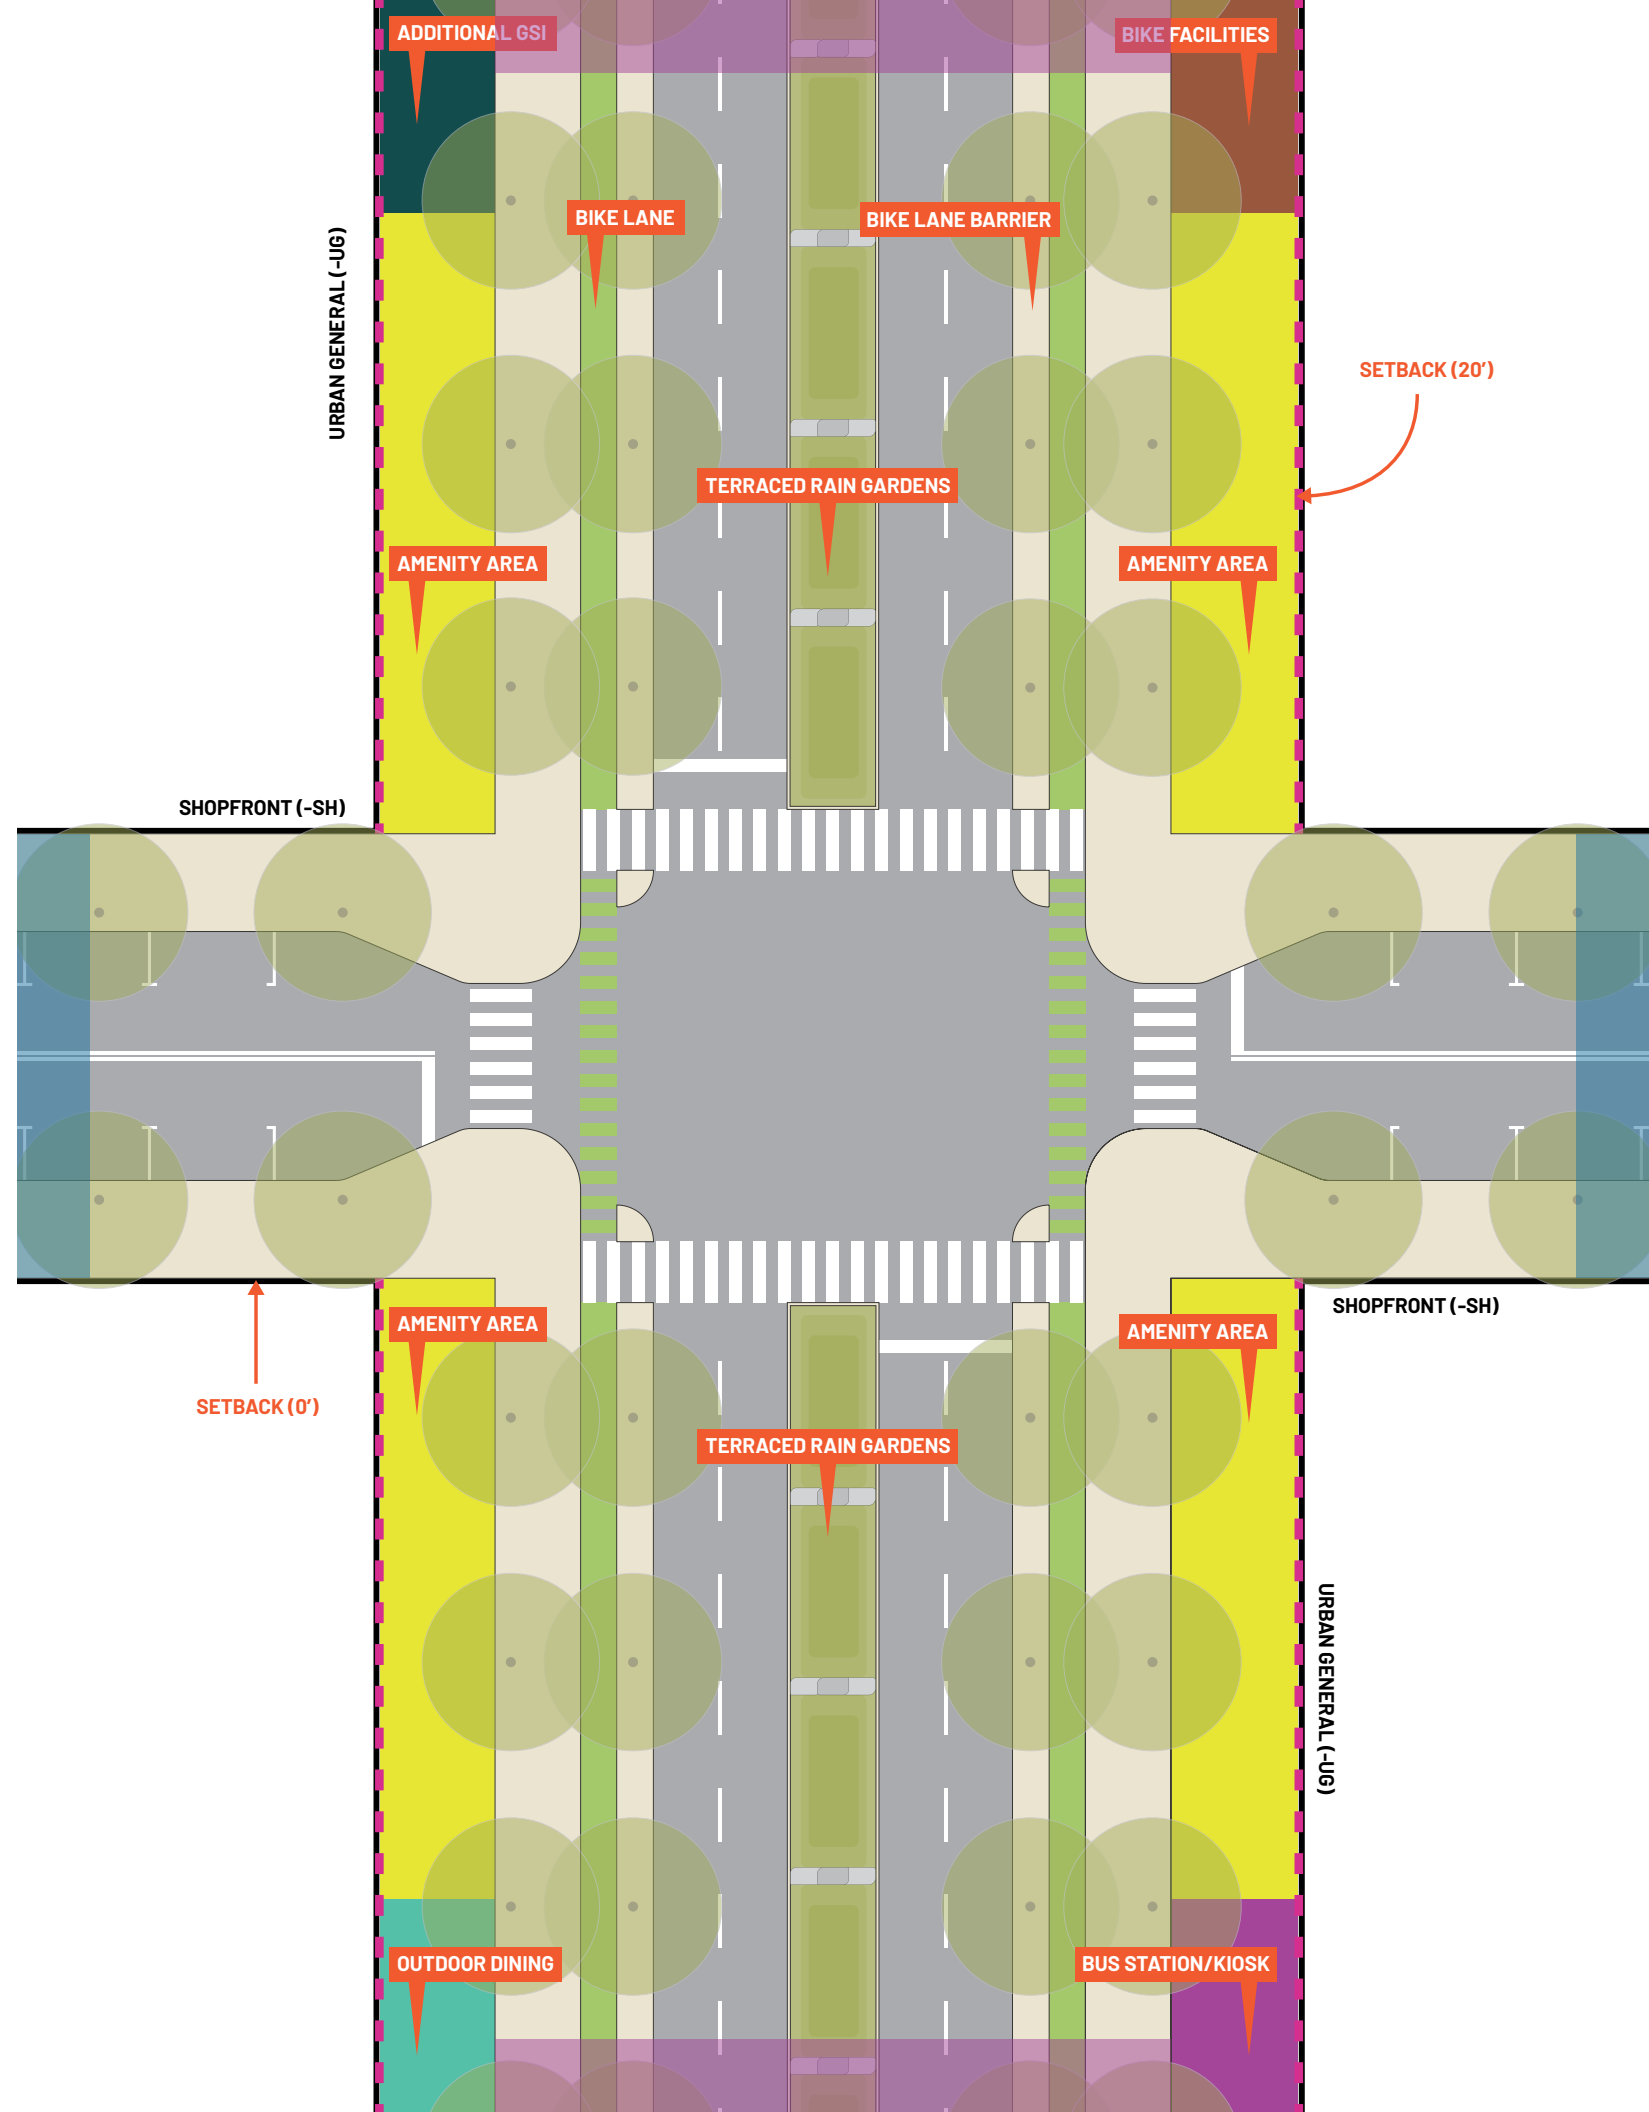 ADDITIONAL GSI
BIKE FACILITIES
BIKE LANE
BIKE LANE BARRIER
URBAN GENERAL (-UG)
SETBACK (20')
TERRACED RAIN GARDENS
AMENITY AREA
AMENITY AREA
SHOPFRONT (-SH)
SHOPFRONT (-SH)
AMENITY AREA
AMENITY AREA
SETBACK (0')
TERRACED RAIN GARDENS
URBAN GENERAL (-UG)
OUTDOOR DINING
BUS STATION/KIOSK